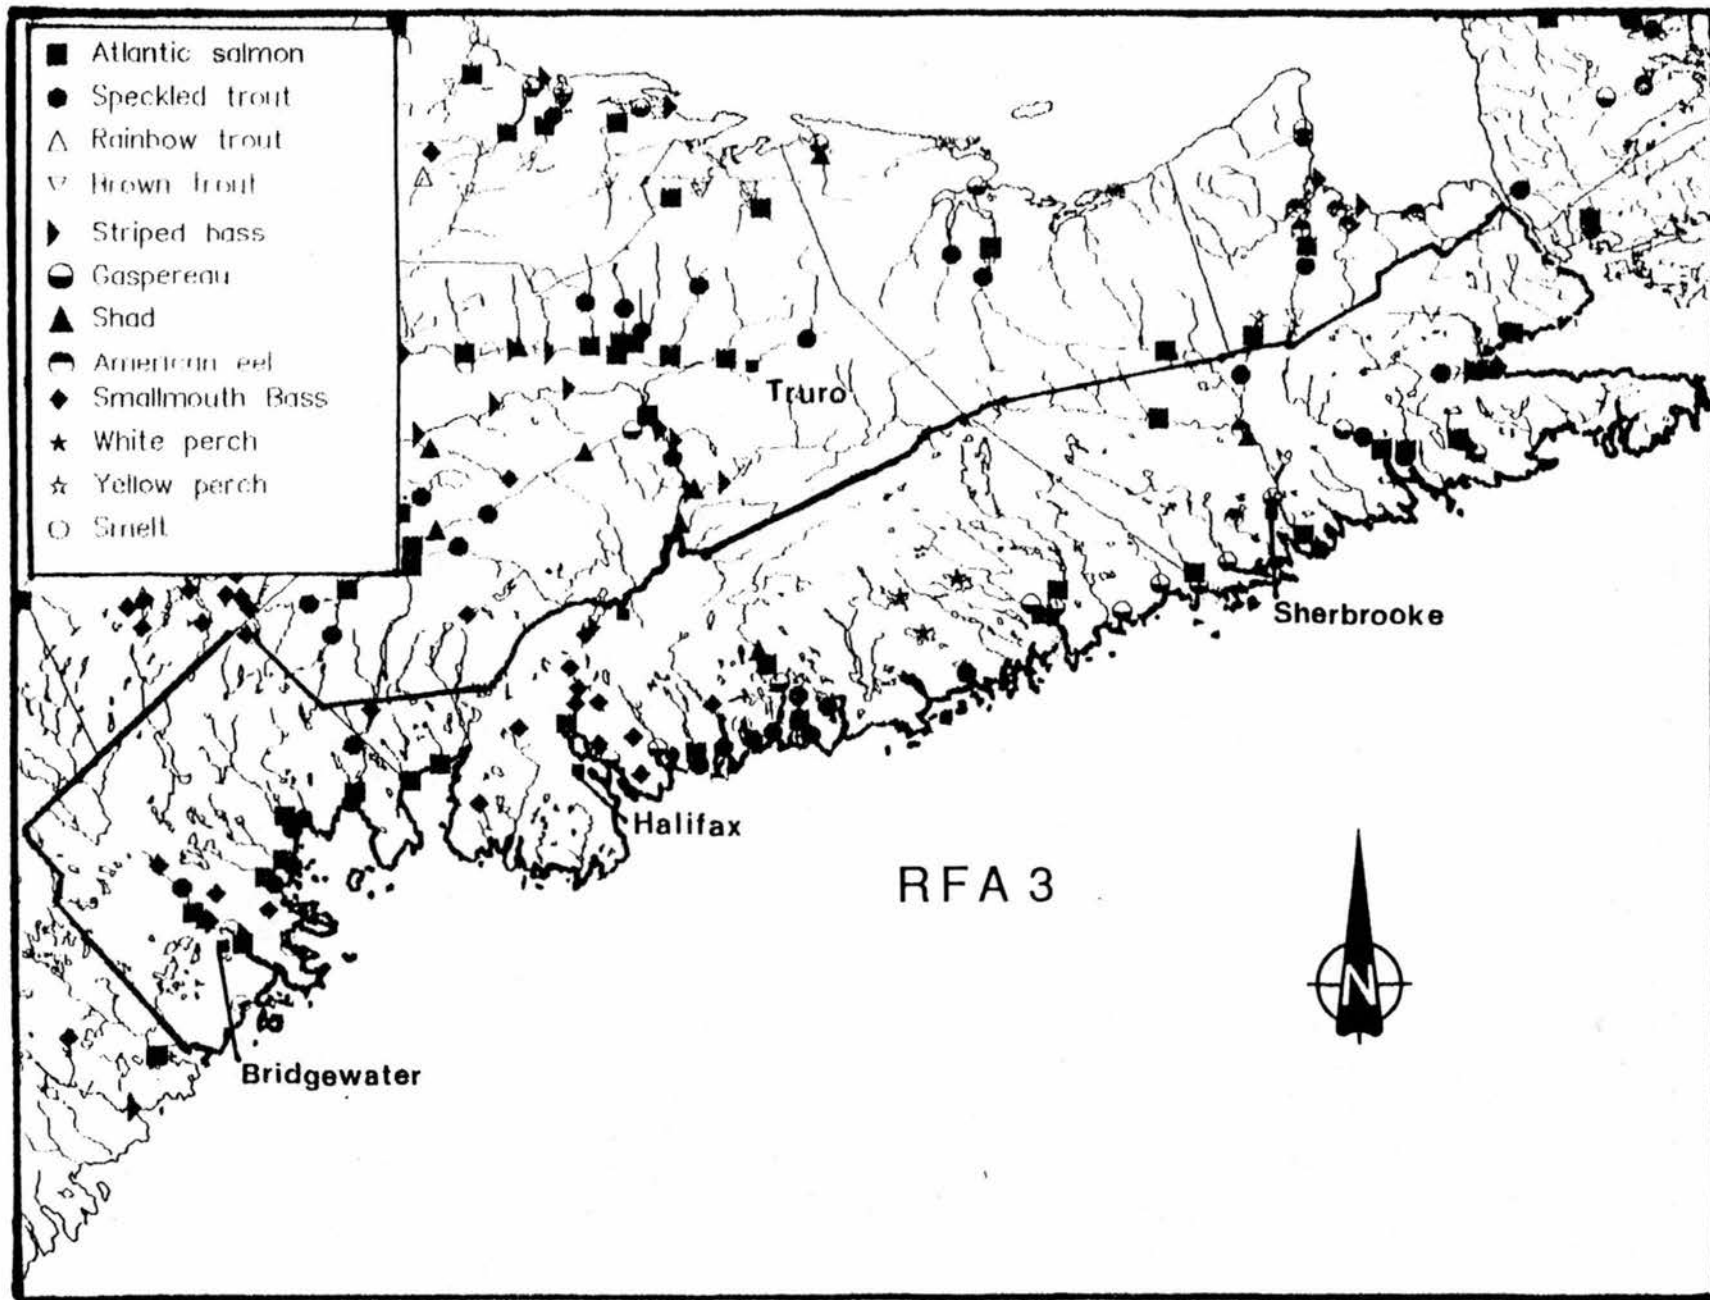 Atlantic salmon
Speckled trout
Rainbow trout
Brown trout
Striped bass
Gaspereau
Shad
American eel
Smallmouth Bass
White perch
Yellow perch
Smelt
Truro
Sherbrooke
Halifax
RFA 3
N
Bridgewater